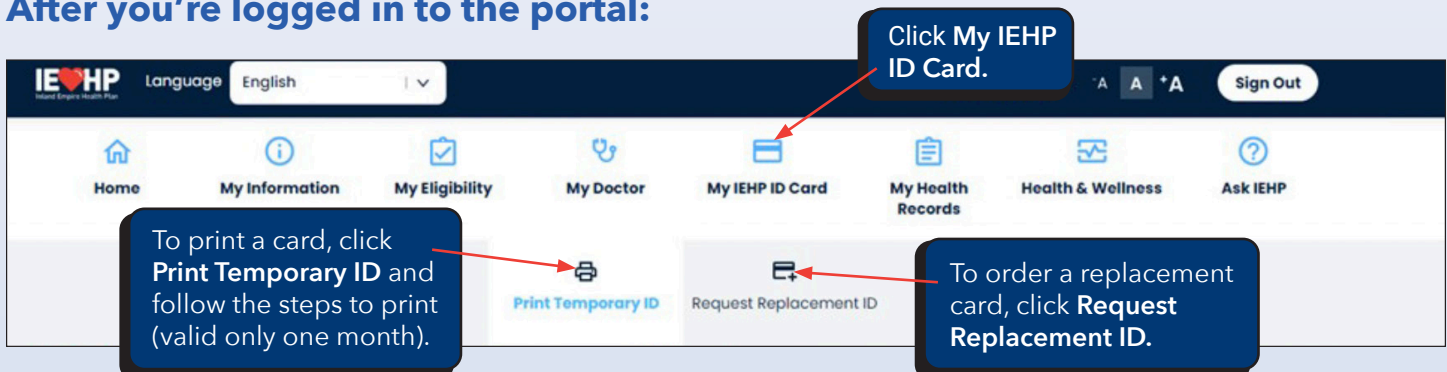 After you're logged in to the portal:
Click My IEHP
ID Card.
IEHP
Inland Empire Health Plan
Language
English
-A
A
+A
Sign Out
Home
My Information
My Eligibility
My Doctor
My IEHP ID Card
My Health
Records
Health & Wellness
Ask IEHP
To print a card, click
Print Temporary ID and
follow the steps to print
(valid only one month).
Print Temporary ID
Request Replacement ID
To order a replacement
card, click Request
Replacement ID.